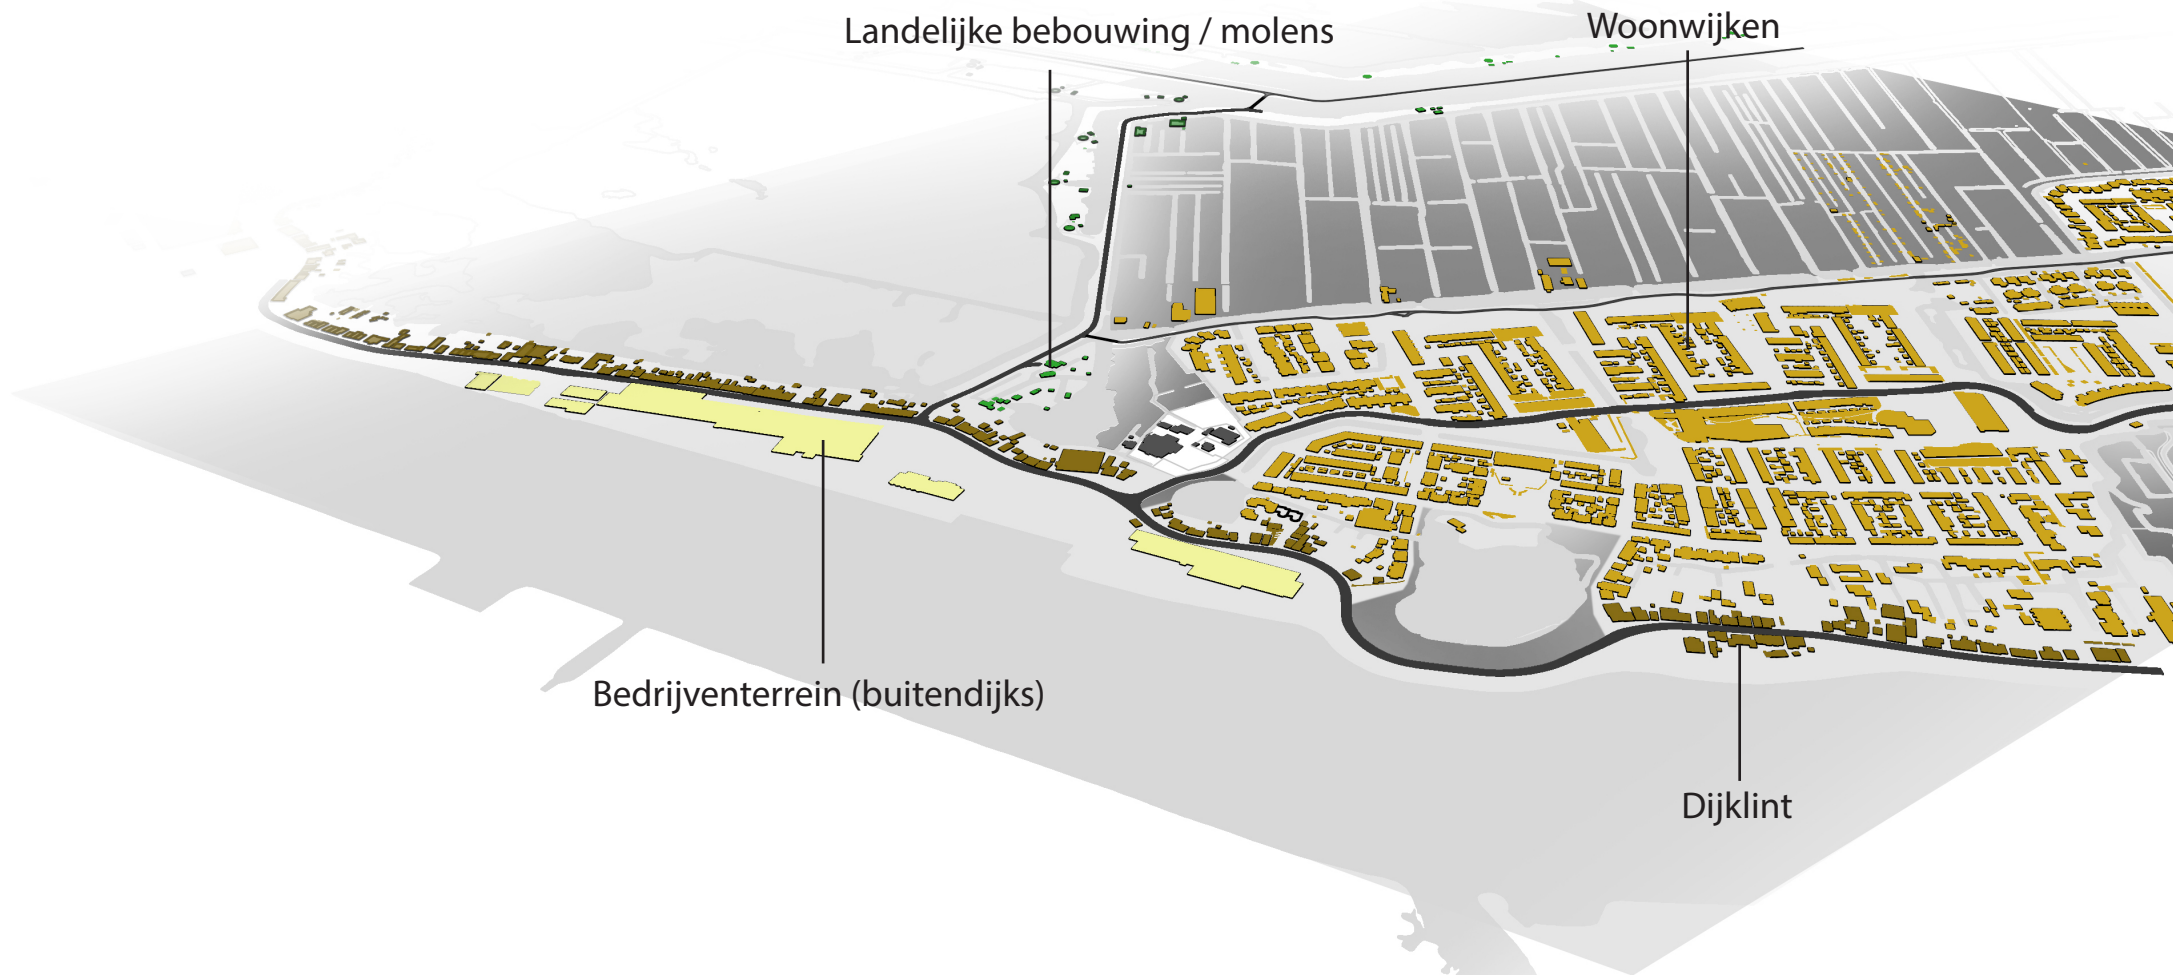 Landelijke bebouwing / molens
Woonwijken
Bedrijventerrein (buitendijks)
Dijklint